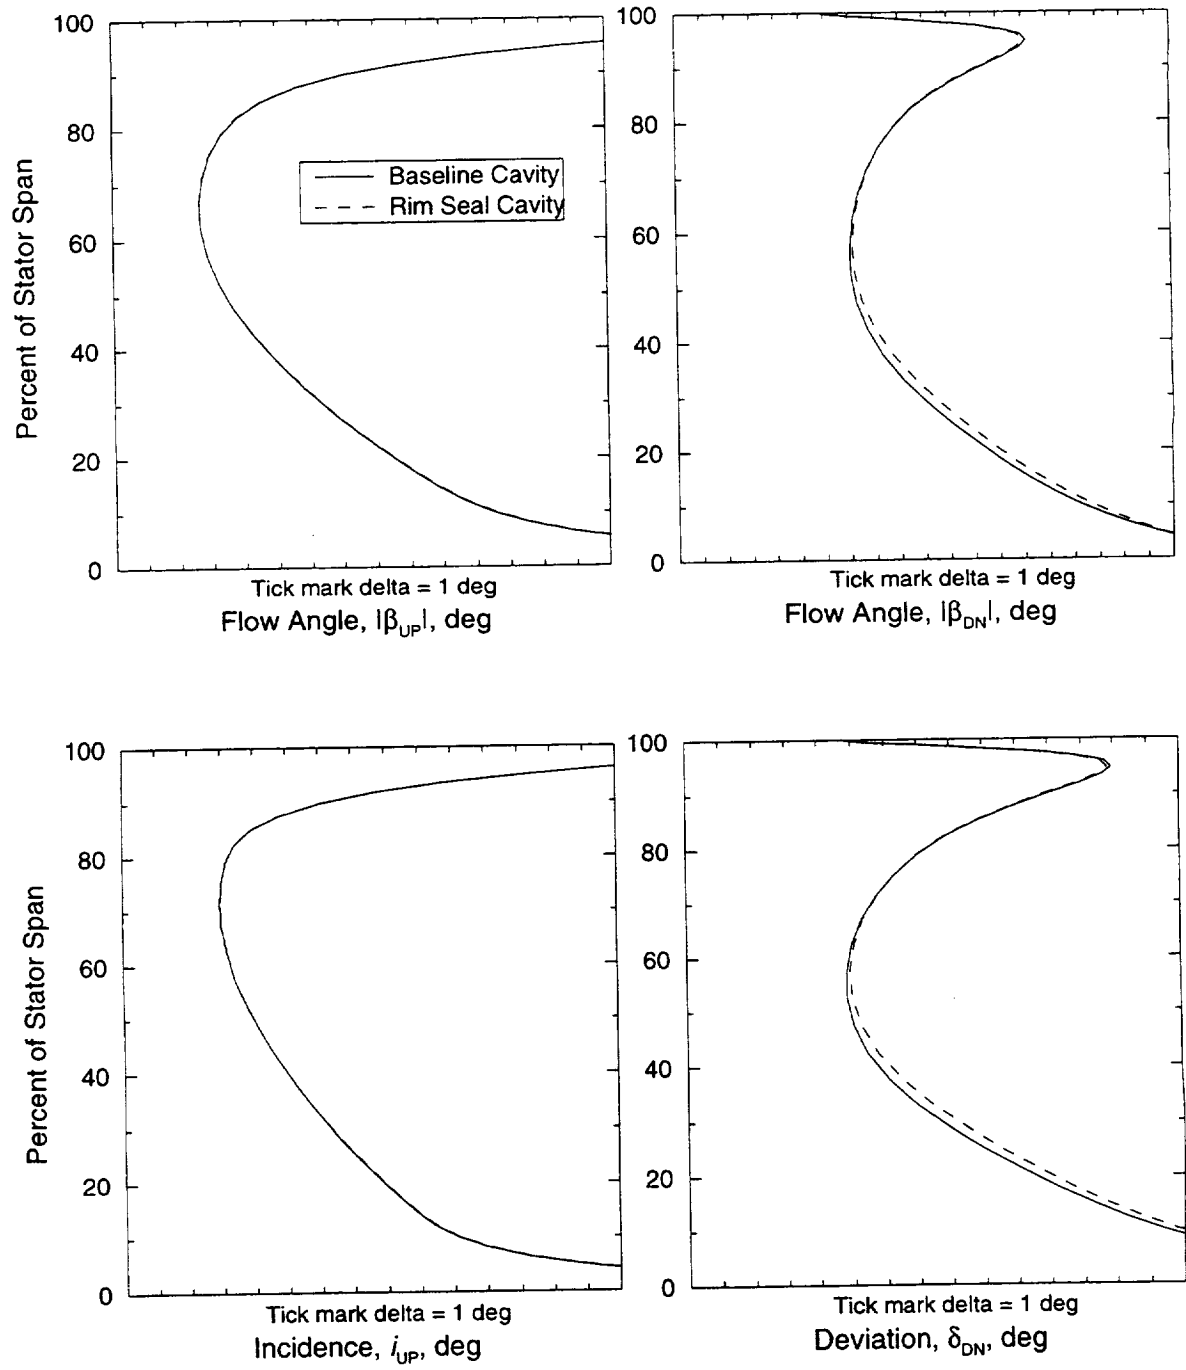 100
80
60
40
20
0
Percent of Stator Span
Baseline Cavity
Rim Seal Cavity
Tick mark delta = 1 deg
Flow Angle, |β_UP|, deg
100
80
60
40
20
0
Tick mark delta = 1 deg
Flow Angle, |β_DN|, deg
100
80
60
40
20
0
Percent of Stator Span
Tick mark delta = 1 deg
Incidence, i_UP, deg
100
80
60
40
20
0
Tick mark delta = 1 deg
Deviation, δ_DN, deg